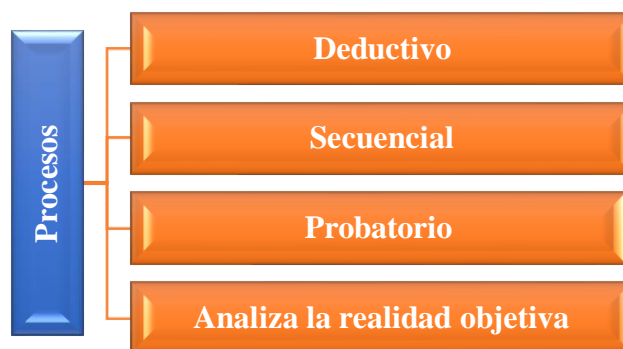 Procesos
Deductivo
Secuencial
Probatorio
Analiza la realidad objetiva